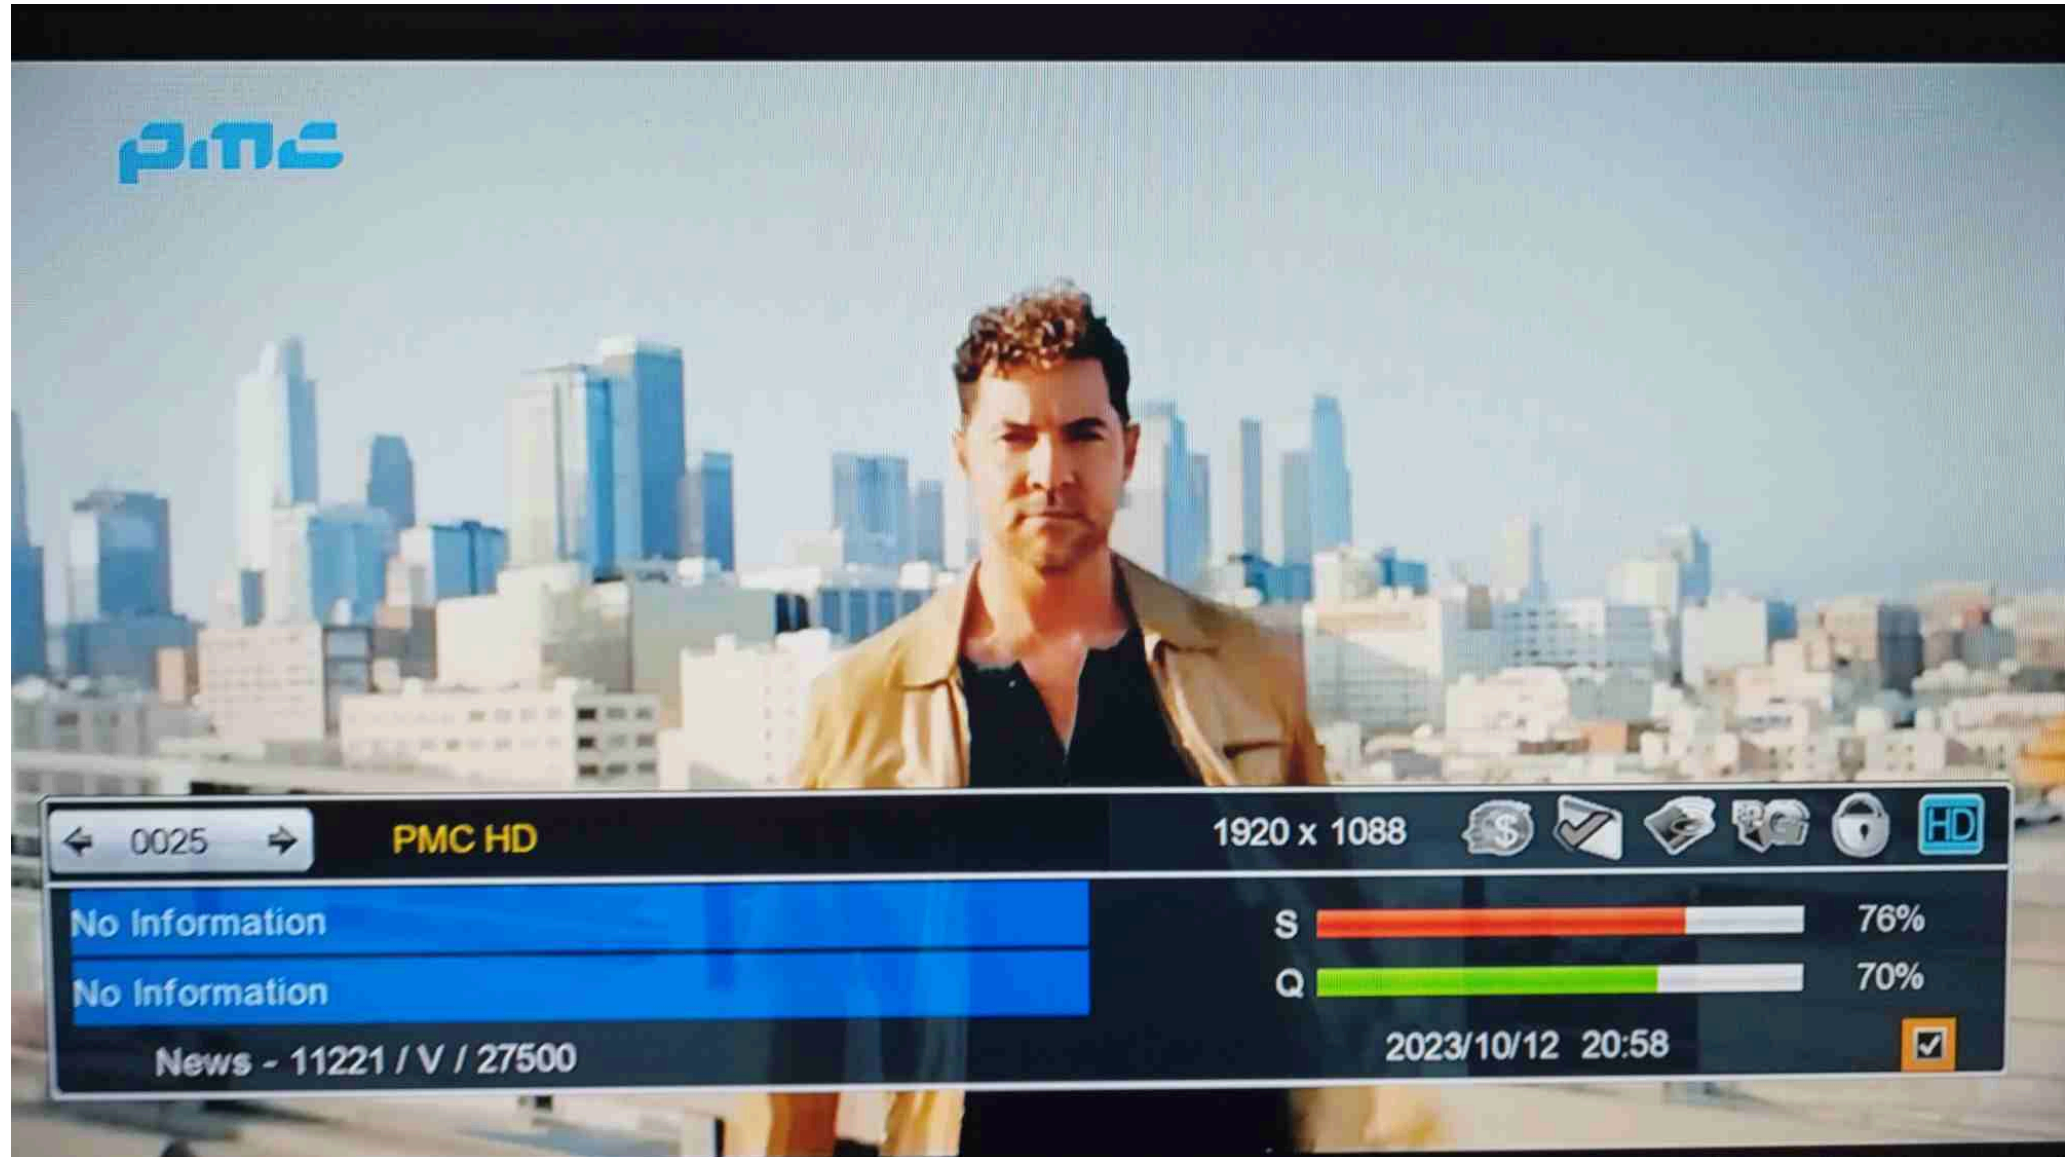 pmc
0025 PMC HD 1920 x 1088 HD
No Information
S 76%
No Information
Q 70%
News - 11221 / V / 27500
2023/10/12 20:58